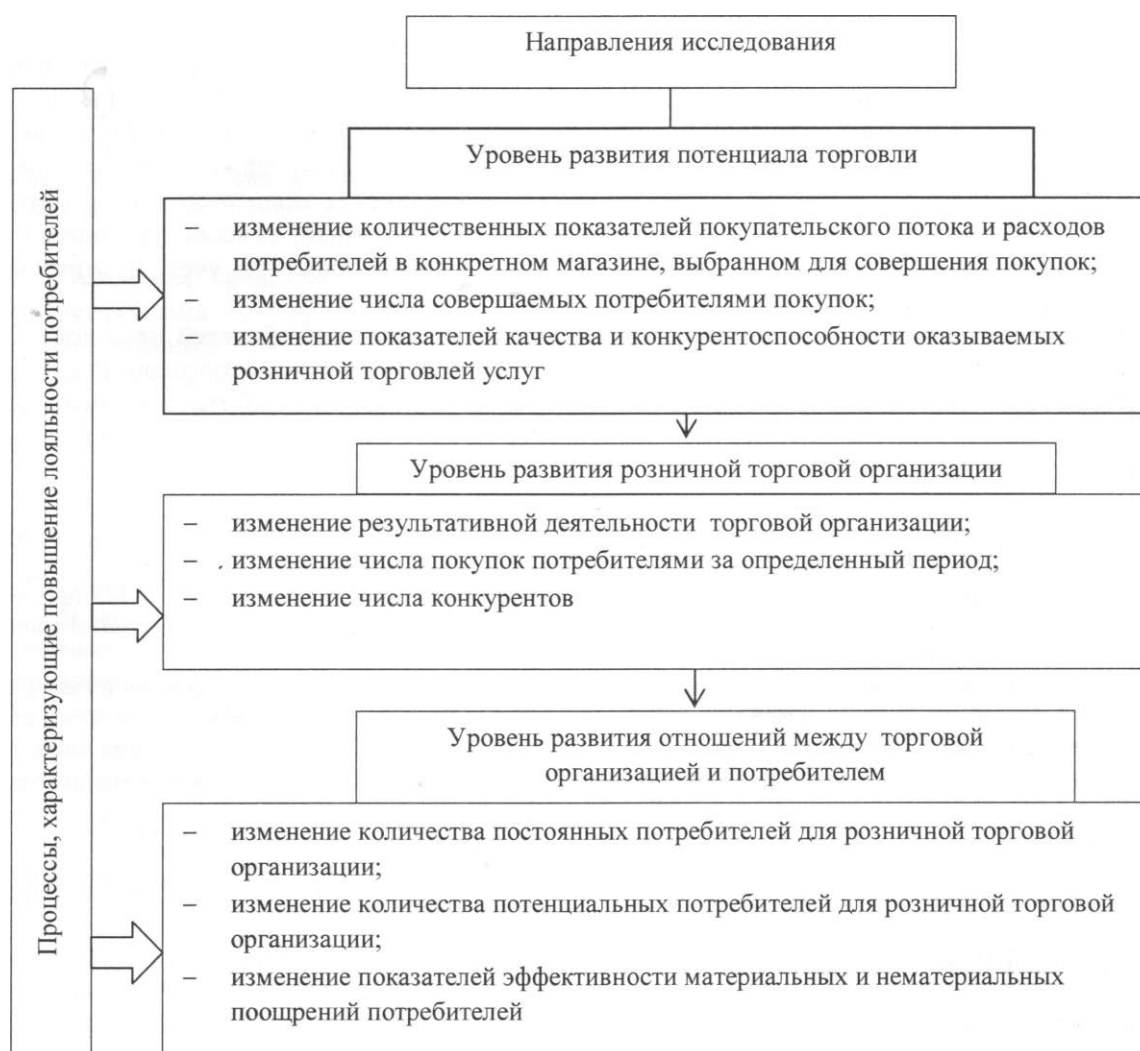 Направления исследования
Процессы, характеризующие повышение лояльности потребителей
Уровень развития потенциала торговли
– изменение количественных показателей покупательского потока и расходов
потребителей в конкретном магазине, выбранном для совершения покупок;
– изменение числа совершаемых потребителями покупок;
– изменение показателей качества и конкурентоспособности оказываемых
розничной торговлей услуг
Уровень развития розничной торговой организации
– изменение результативной деятельности торговой организации;
– изменение числа покупок потребителями за определенный период;
– изменение числа конкурентов
Уровень развития отношений между торговой
организацией и потребителем
– изменение количества постоянных потребителей для розничной торговой
организации;
– изменение количества потенциальных потребителей для розничной торговой
организации;
– изменение показателей эффективности материальных и нематериальных
поощрений потребителей